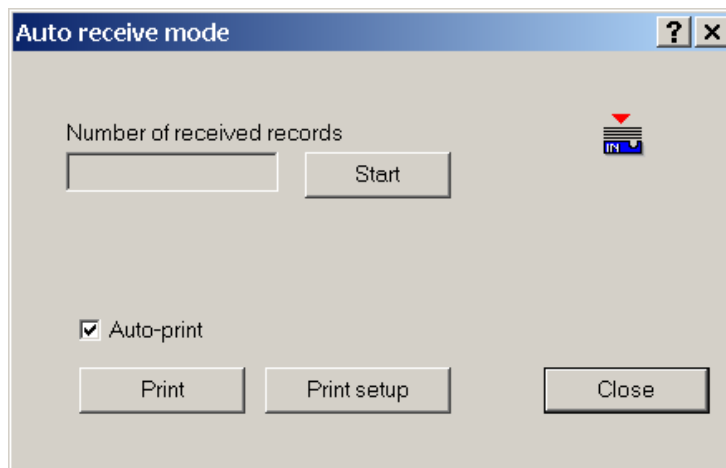 Auto receive mode
Number of received records
IN
Start
Auto-print
Print
Print setup
Close